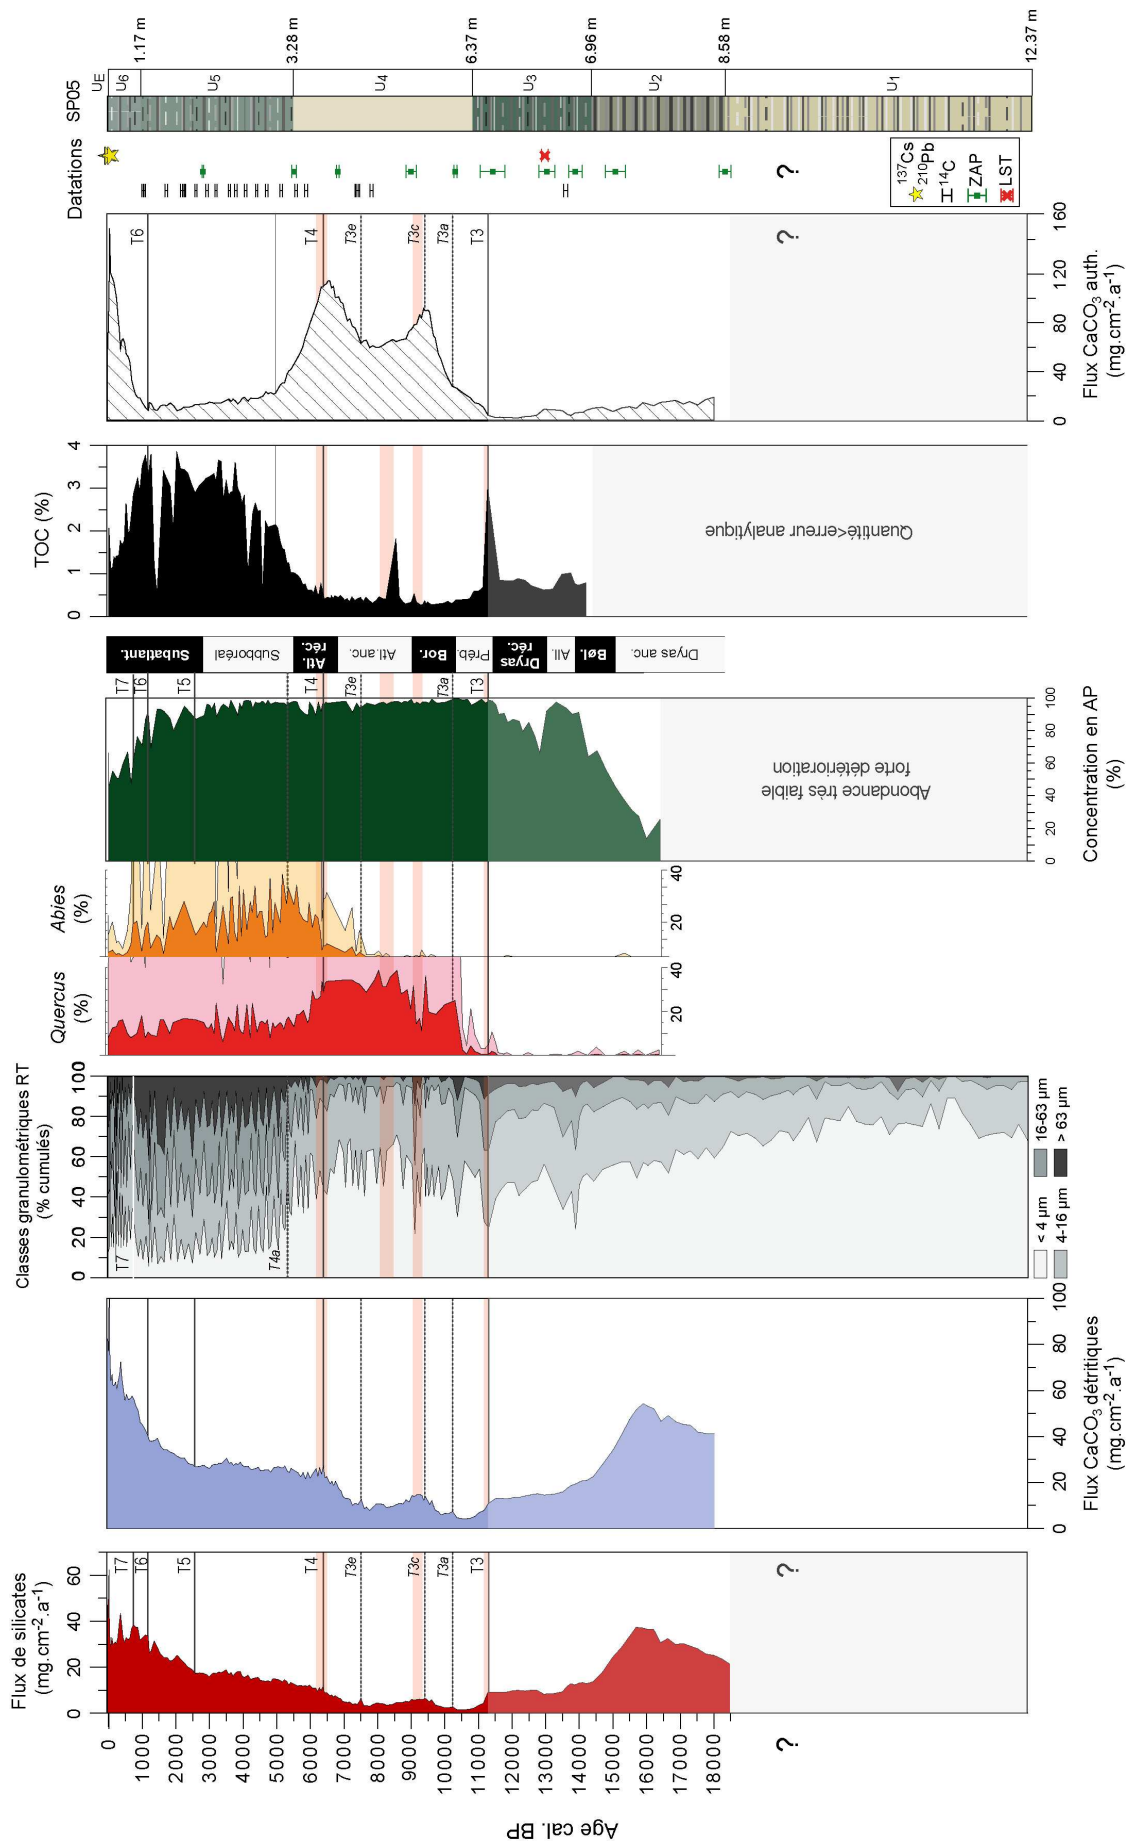 SP05
UE
U6
1.17 m
U5
3.28 m
U4
6.37 m
U3
6.96 m
U2
8.58 m
U1
12.37 m
Datations
?
137Cs
210Pb
14C
ZAP
LST
T6
T4
T3e
T3c
T3a
T3
?
0 40 80 120 160
Flux CaCO3 auth.
(mg.cm-2.a-1)
TOC (%)
0 1 2 3 4
Quantité<erreur analytique
Subatlant.
Subboréal
Atl. réc.
Atl.anc.
Bor.
Préb.
Dryas réc.
All.
Bøl.
Dryas anc.
T7
T6
T5
T4
T3e
T3a
T3
Abondance très faible
forte détérioration
0 20 40 60 80 100
Concentration en AP
(%)
Abies
(%)
20 40
Quercus
(%)
20 40
Classes granulométriques RT
(% cumulés)
0 20 40 60 80 100
T7
T4a
< 4 µm
16-63 µm
4-16 µm
> 63 µm
0 20 40 60 80 100
Flux CaCO3 détritiques
(mg.cm-2.a-1)
Flux de silicates
(mg.cm-2.a-1)
0 20 40 60
T7
T6
T5
T4
T3e
T3c
T3a
T3
?
0
1000
2000
3000
4000
5000
6000
7000
8000
9000
10000
11000
12000
13000
14000
15000
16000
17000
18000
?
Age cal. BP